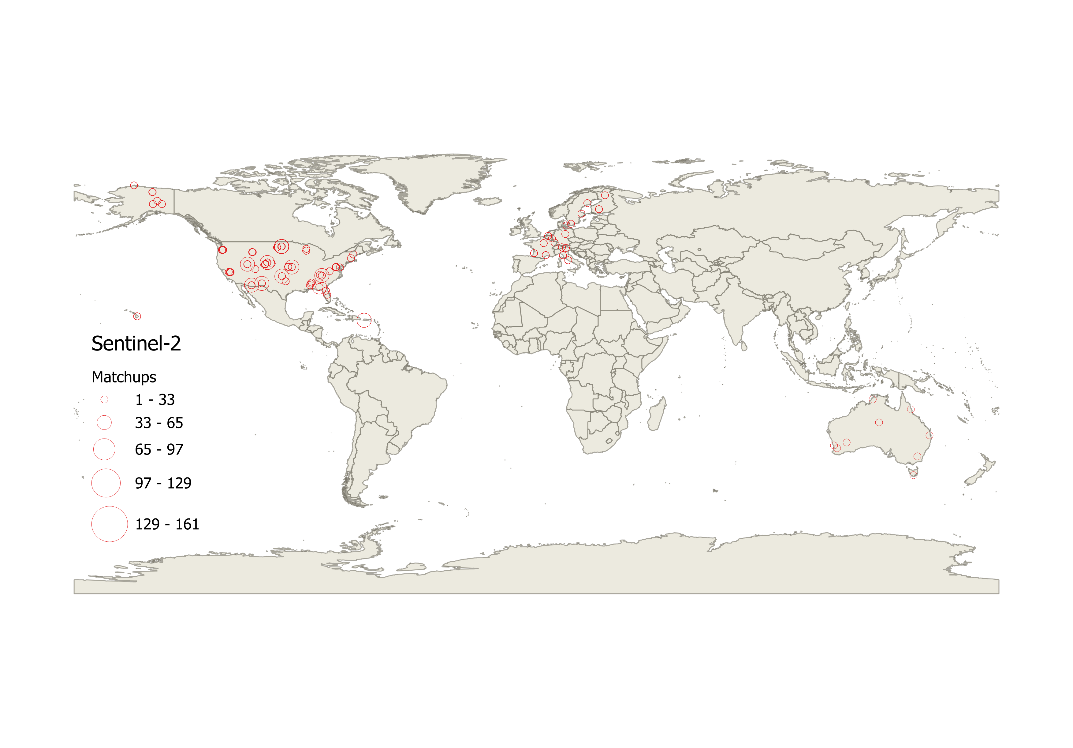 Sentinel-2
Matchups
1 - 33
33 - 65
65 - 97
97 - 129
129 - 161